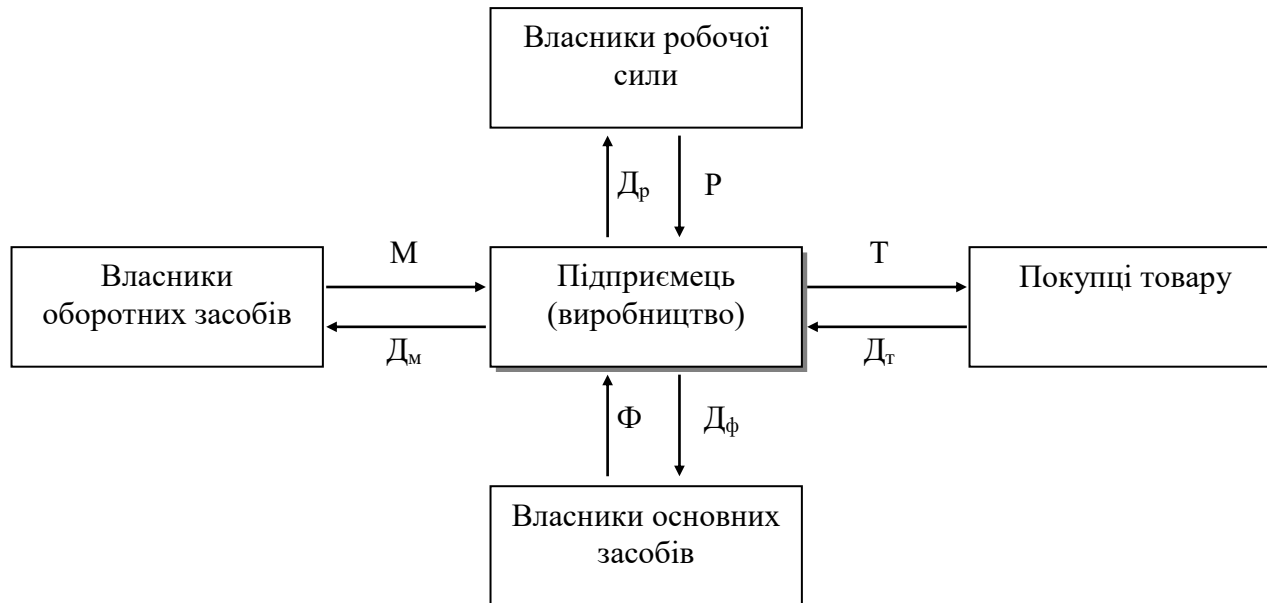 Власники робочої
сили
Др
Р
М
Т
Власники
оборотних засобів
Підприємець
(виробництво)
Покупці товару
Дм
Дт
Ф
Дф
Власники основних
засобів